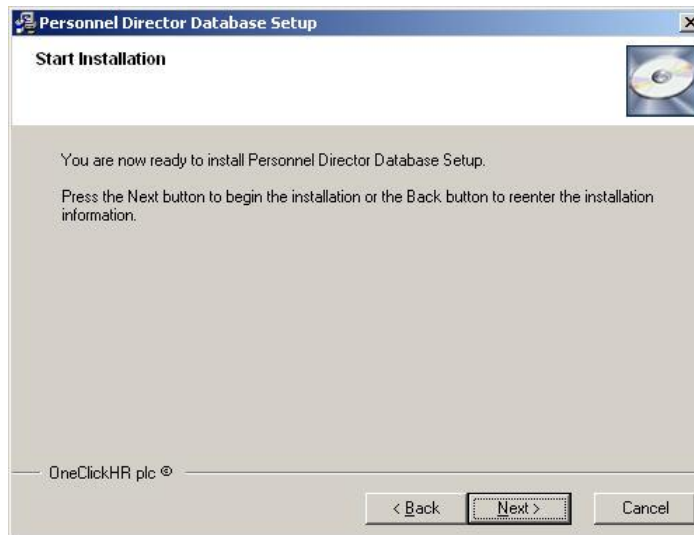 Personnel Director Database Setup
Start Installation
You are now ready to install Personnel Director Database Setup.
Press the Next button to begin the installation or the Back button to reenter the installation
information.
OneClickHR plc ©
< Back
Next >
Cancel